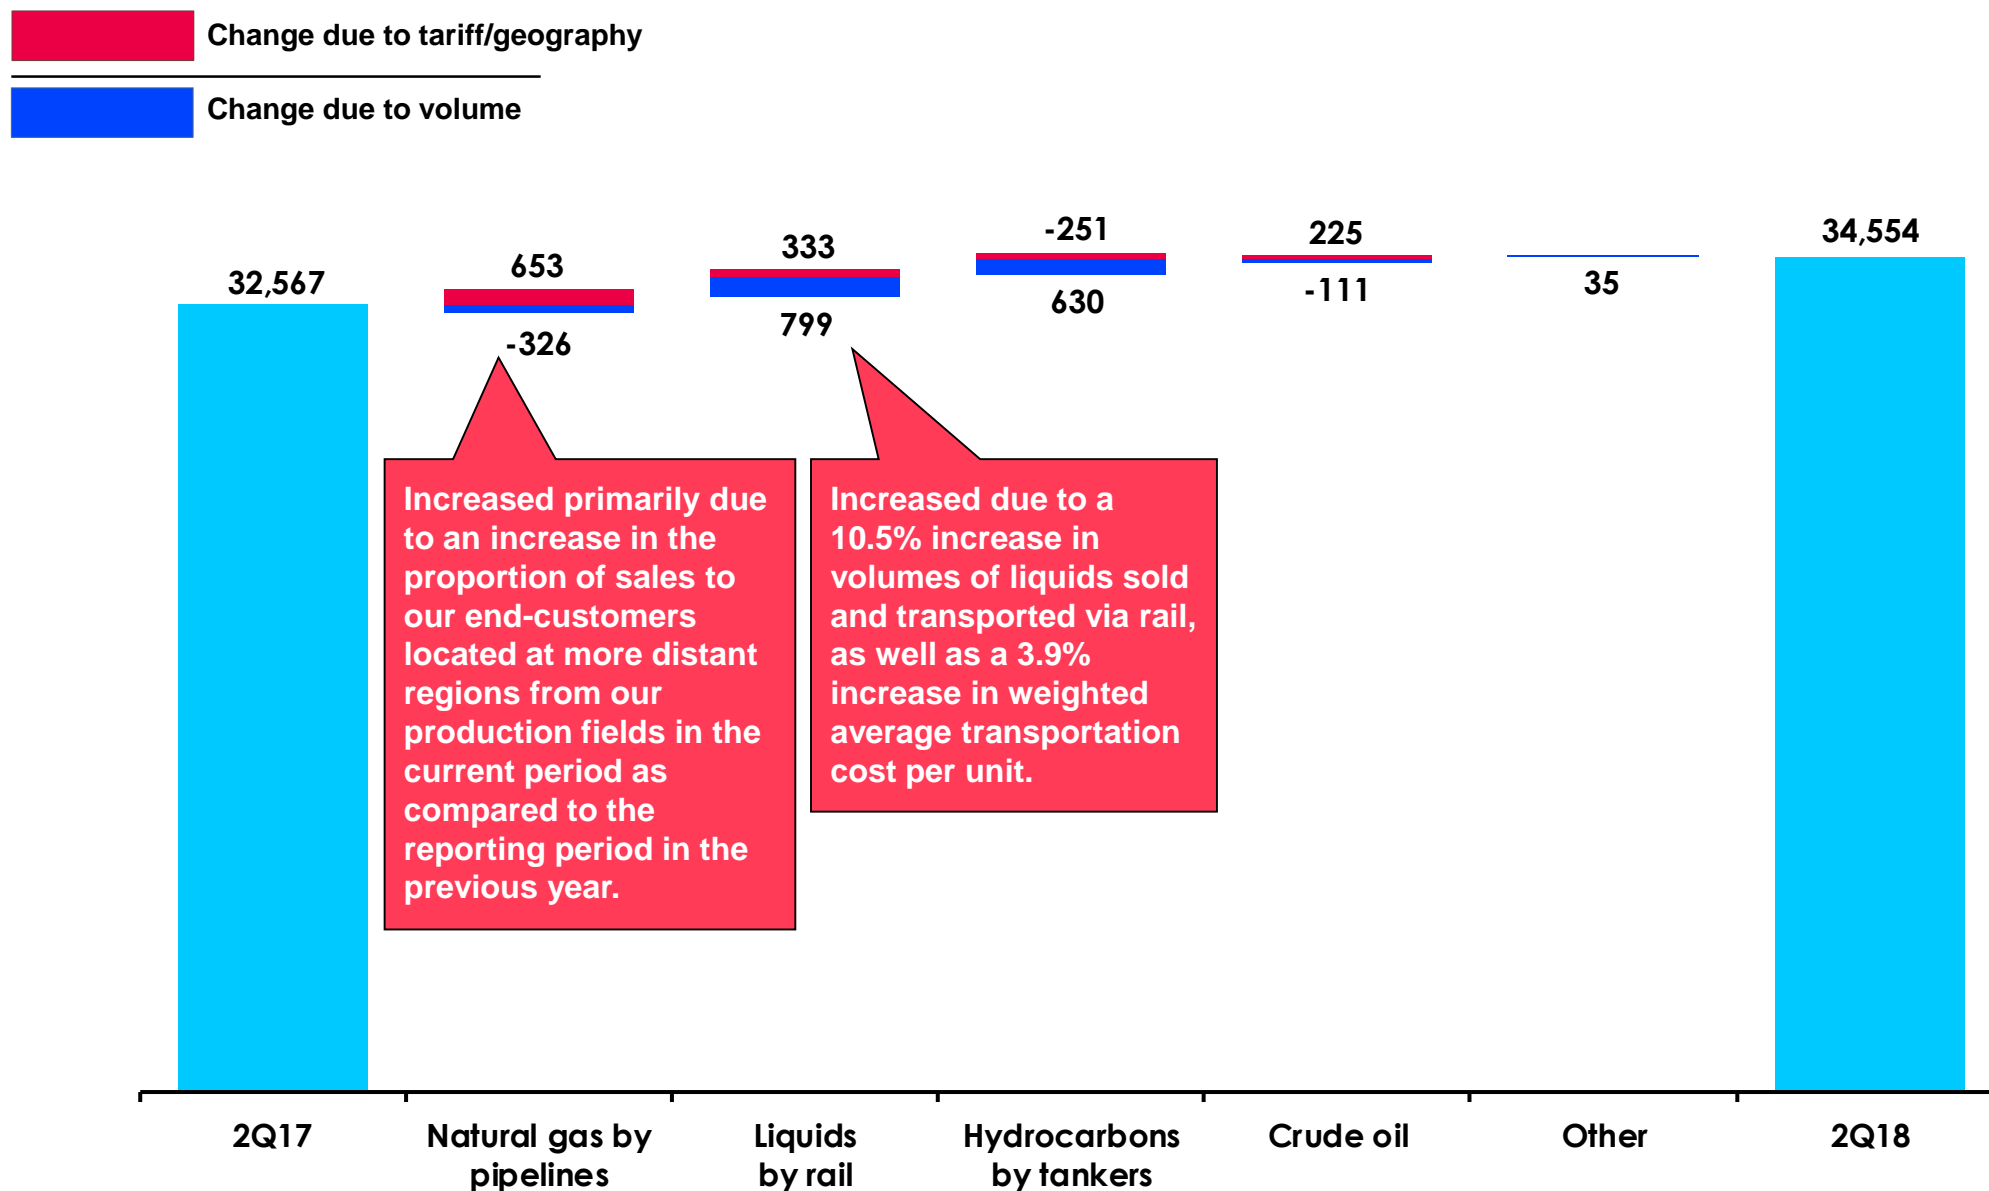 Change due to tariff/geography
Change due to volume
32,567
653
-326
333
799
-251
630
225
-111
35
34,554
Increased primarily due
to an increase in the
proportion of sales to
our end-customers
located at more distant
regions from our
production fields in the
current period as
compared to the
reporting period in the
previous year.
Increased due to a
10.5% increase in
volumes of liquids sold
and transported via rail,
as well as a 3.9%
increase in weighted
average transportation
cost per unit.
2Q17
Natural gas by
pipelines
Liquids
by rail
Hydrocarbons
by tankers
Crude oil
Other
2Q18